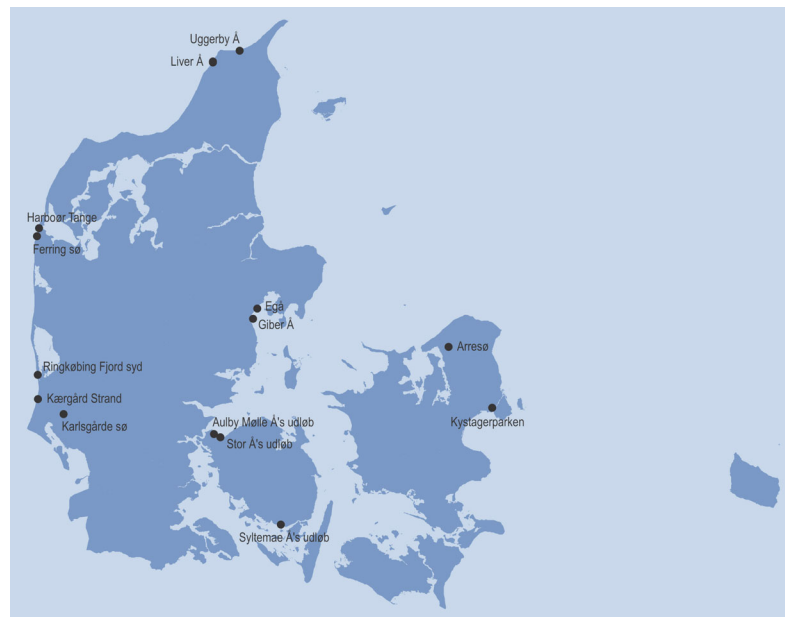 Uggerby Å
Liver Å
Harboør Tange
Ferring sø
Egå
Giber Å
Arresø
Ringkøbing Fjord syd
Kærgård Strand
Karlsgårde sø
Kystagerparken
Aulby Mølle Å's udløb
Stor Å's udløb
Syltemae Å's udløb